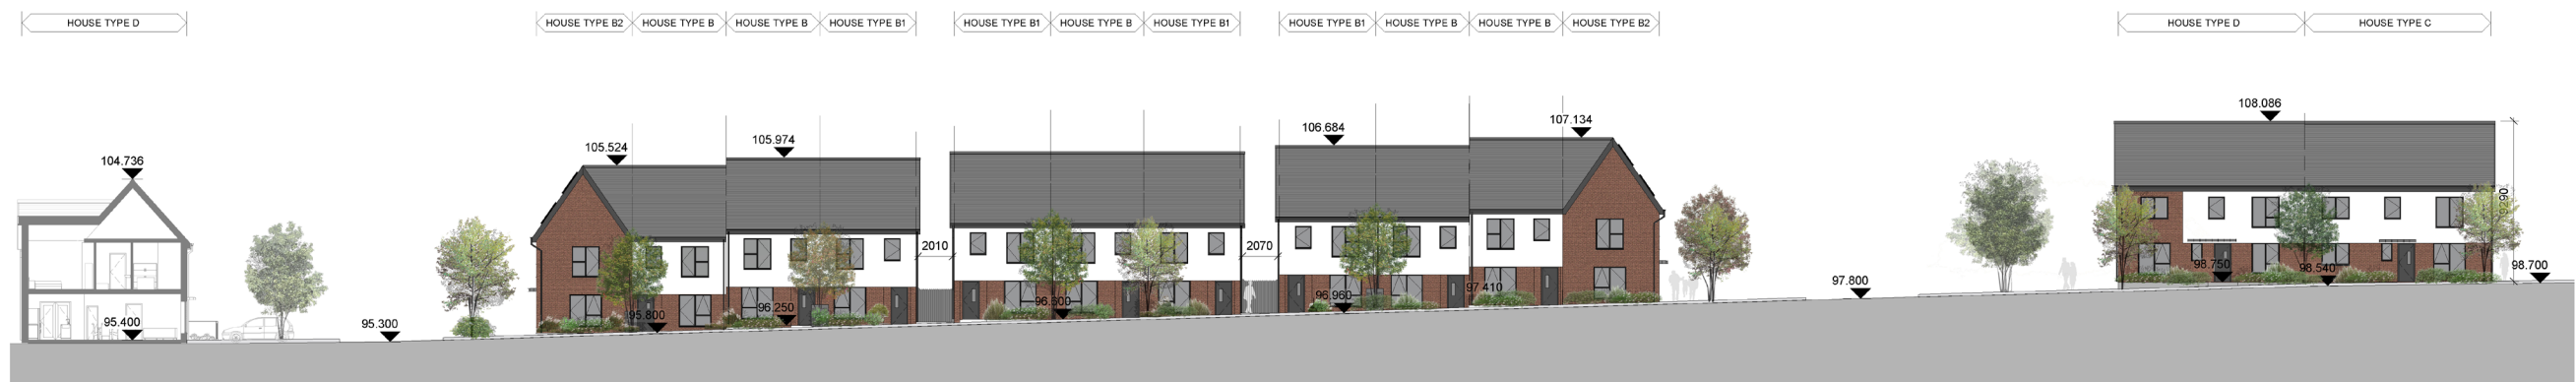 HOUSE TYPE D
HOUSE TYPE B2
HOUSE TYPE B
HOUSE TYPE B
HOUSE TYPE B1
HOUSE TYPE B1
HOUSE TYPE B
HOUSE TYPE B1
HOUSE TYPE B1
HOUSE TYPE B
HOUSE TYPE B
HOUSE TYPE B2
HOUSE TYPE D
HOUSE TYPE C
104.736
105.524
105.974
106.684
107.134
108.086
2010
2070
9290
95.400
95.300
95.800
96.250
96.600
96.960
97.410
97.800
98.750
98.540
98.700